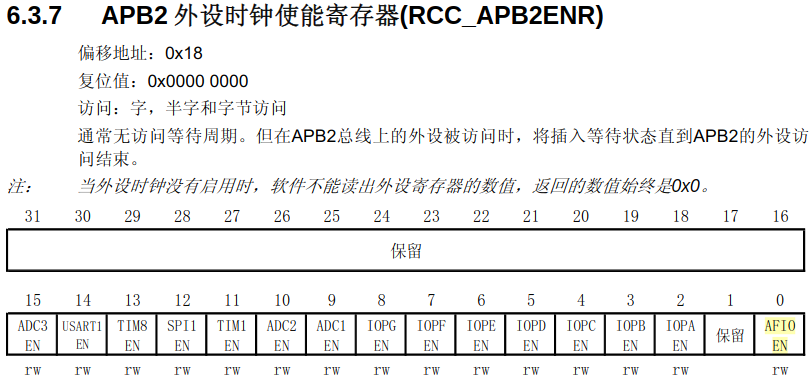 6.3.7 APB2 外设时钟使能寄存器(RCC_APB2ENR)
偏移地址：0x18
复位值：0x0000 0000
访问：字，半字和字节访问
通常无访问等待周期。但在APB2总线上的外设被访问时，将插入等待状态直到APB2的外设访
问结束。
注： 当外设时钟没有启用时，软件不能读出外设寄存器的数值，返回的数值始终是0x0。
31 30 29 28 27 26 25 24 23 22 21 20 19 18 17 16
保留
15 14 13 12 11 10 9 8 7 6 5 4 3 2 1 0
ADC3 USART1 TIM8 SPI1 TIM1 ADC2 ADC1 IOPG IOPF IOPE IOPD IOPC IOPB IOPA 保留 AFIO
EN EN EN EN EN EN EN EN EN EN EN EN EN EN EN
rw rw rw rw rw rw rw rw rw rw rw rw rw rw rw